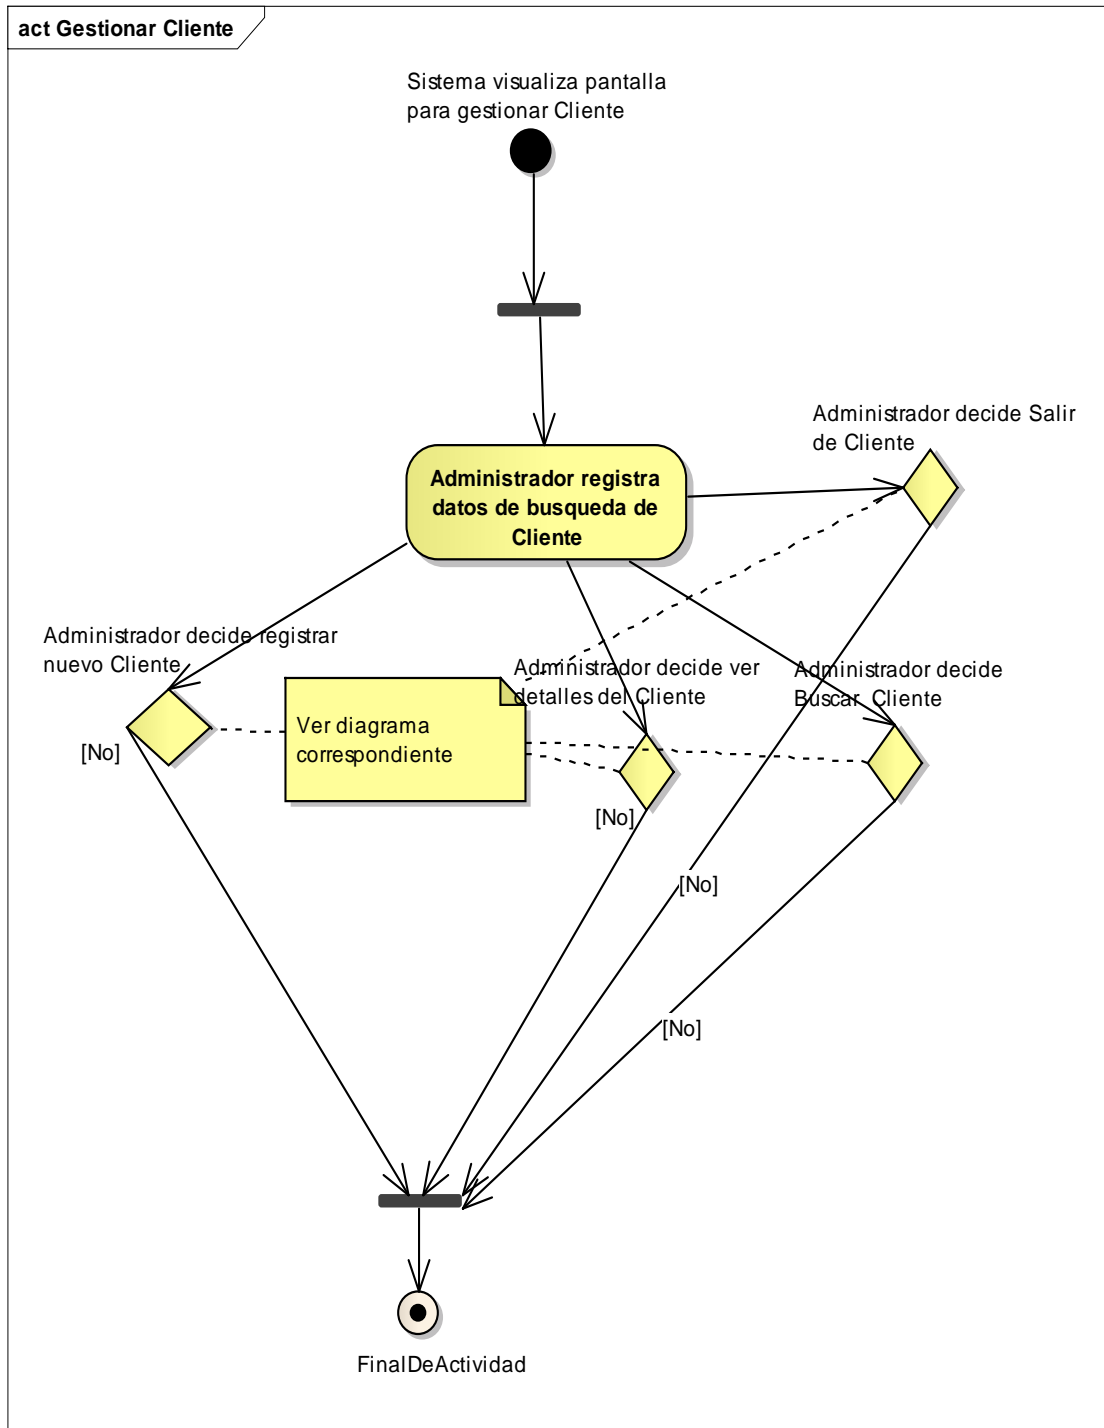 act Gestionar Cliente
Sistema visualiza pantalla
para gestionar Cliente
Administrador decide Salir
de Cliente
Administrador registra
datos de busqueda de
Cliente
Administrador decide registrar
nuevo Cliente
Administrador decide ver
detalles del Cliente
Administrador decide
Buscar Cliente
Ver diagrama
correspondiente
[No]
[No]
[No]
[No]
FinalDeActividad